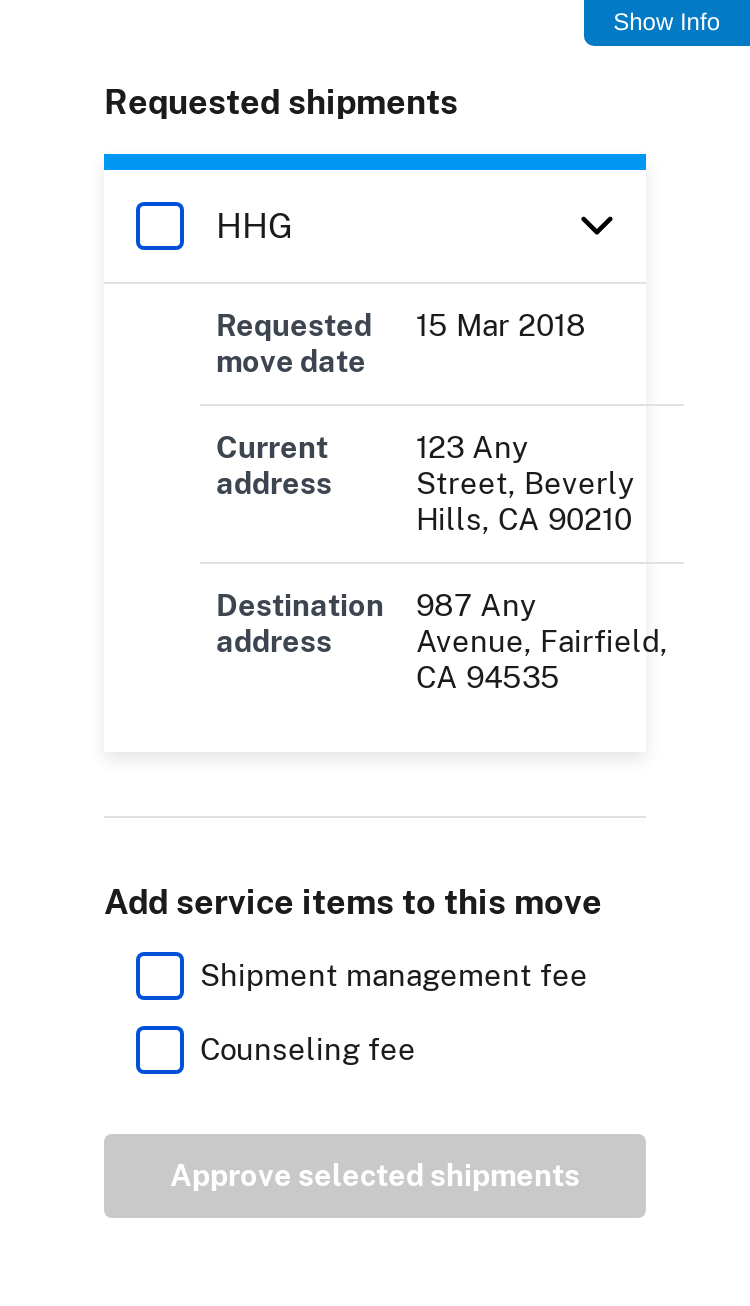 Show Info
Requested shipments
HHG
Requested
move date
15 Mar 2018
Current
address
123 Any
Street, Beverly
Hills, CA 90210
Destination
address
987 Any
Avenue, Fairfield,
CA 94535
Add service items to this move
Shipment management fee
Counseling fee
Approve selected shipments